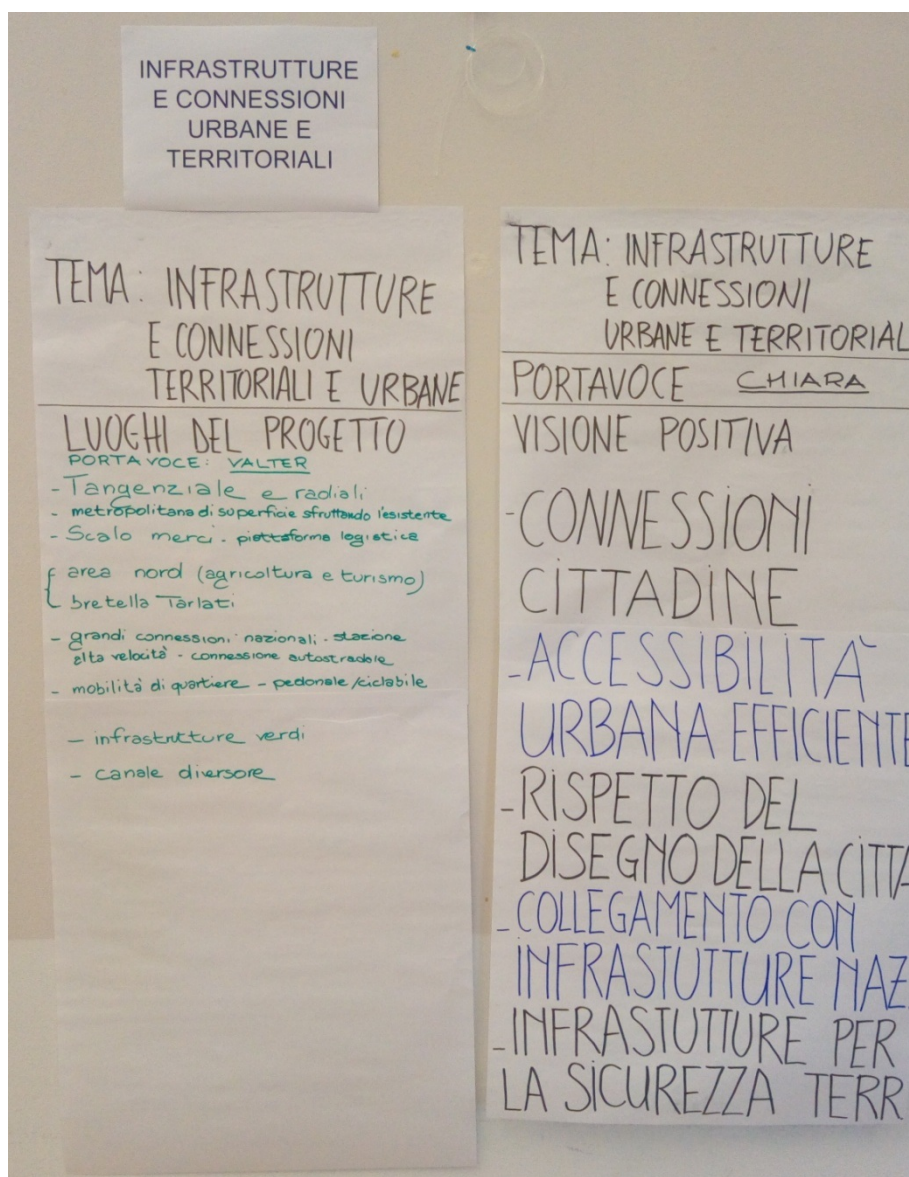 INFRASTRUTTURE
E CONNESSIONI
URBANE E
TERRITORIALI
TEMA: INFRASTRUTTURE
E CONNESSIONI
TERRITORIALI E URBANE
LUOGHI DEL PROGETTO
PORTAVOCE: VALTER
- Tangenziale e radiali
- metropolitana di superficie sfruttando l'esistente
- Scalo merci - piattaforma logistica
area nord (agricoltura e turismo)
bretella Tarlati
- grandi connessioni nazionali - stazione
alta velocità - connessione autostradale
- mobilità di quartiere - pedonale/ciclabile
- infrastrutture verdi
- canale diversore
TEMA: INFRASTRUTTURE
E CONNESSIONI
URBANE E TERRITORIAL
PORTAVOCE CHIARA
VISIONE POSITIVA
- CONNESSIONI
CITTADINE
- ACCESSIBILITÀ
URBANA EFFICIENTE
- RISPETTO DEL
DISEGNO DELLA CITTA
- COLLEGAMENTO CON
INFRASTUTTURE NAZ
- INFRASTUTTURE PER
LA SICUREZZA TERR